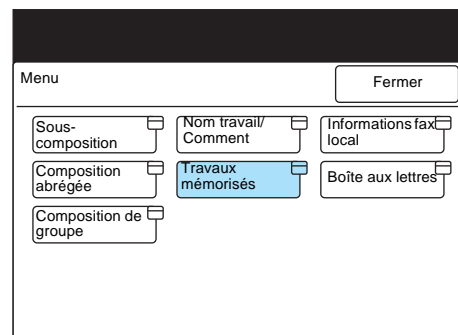 Menu
Fermer
Sous-
composition
Nom travail/
Comment
Informations fax
local
Composition
abrégée
Travaux
mémorisés
Boîte aux lettres
Composition de
groupe